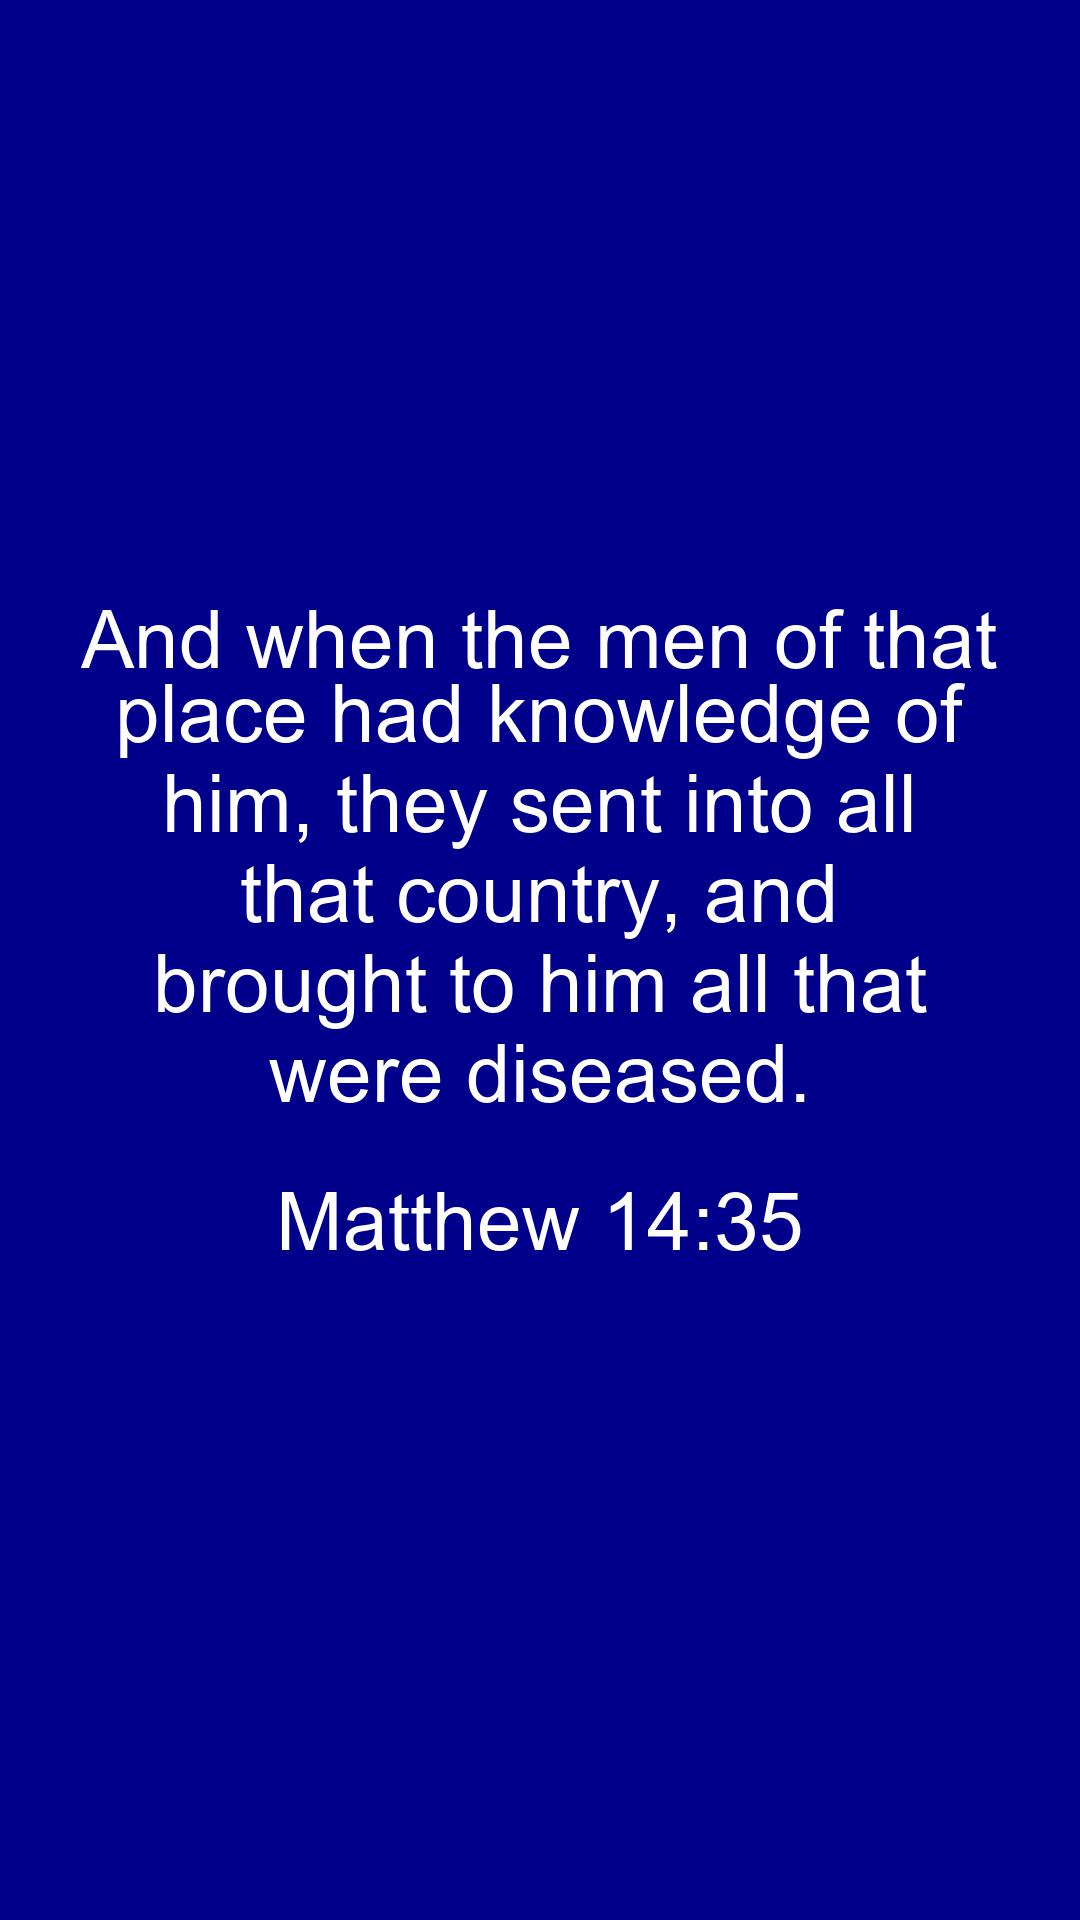 And when the men of that
place had knowledge of
him, they sent into all
that country, and
brought to him all that
were diseased.
Matthew 14:35